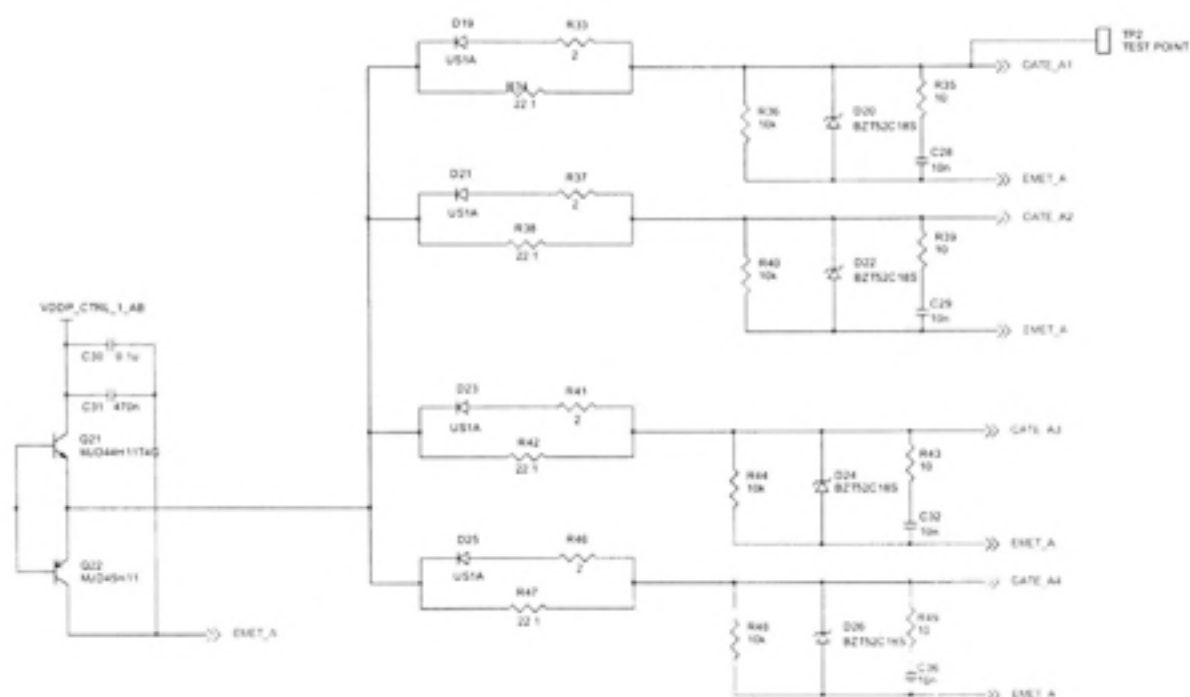 D19
R33
US1A
2
R34
22.1
TP2
TEST POINT
GATE_A1
R36
10k
D20
BZT52C18S
R35
10
C28
10n
EMET_A
D21
R37
US1A
2
R38
22.1
GATE_A2
R40
10k
D22
BZT52C18S
R39
10
C29
10n
EMET_A
VDDP_CTRL_1_AB
C30 0.1u
C31 470n
Q21
MJD44H11T4G
Q22
MJD45H11
EMET_A
D23
R41
US1A
2
R42
22.1
GATE_A3
R44
10k
D24
BZT52C18S
R43
10
C32
10n
EMET_A
D25
R46
US1A
2
R47
22.1
GATE_A4
10k
D26
BZT52C18S
10
C36
10n
EMET_A